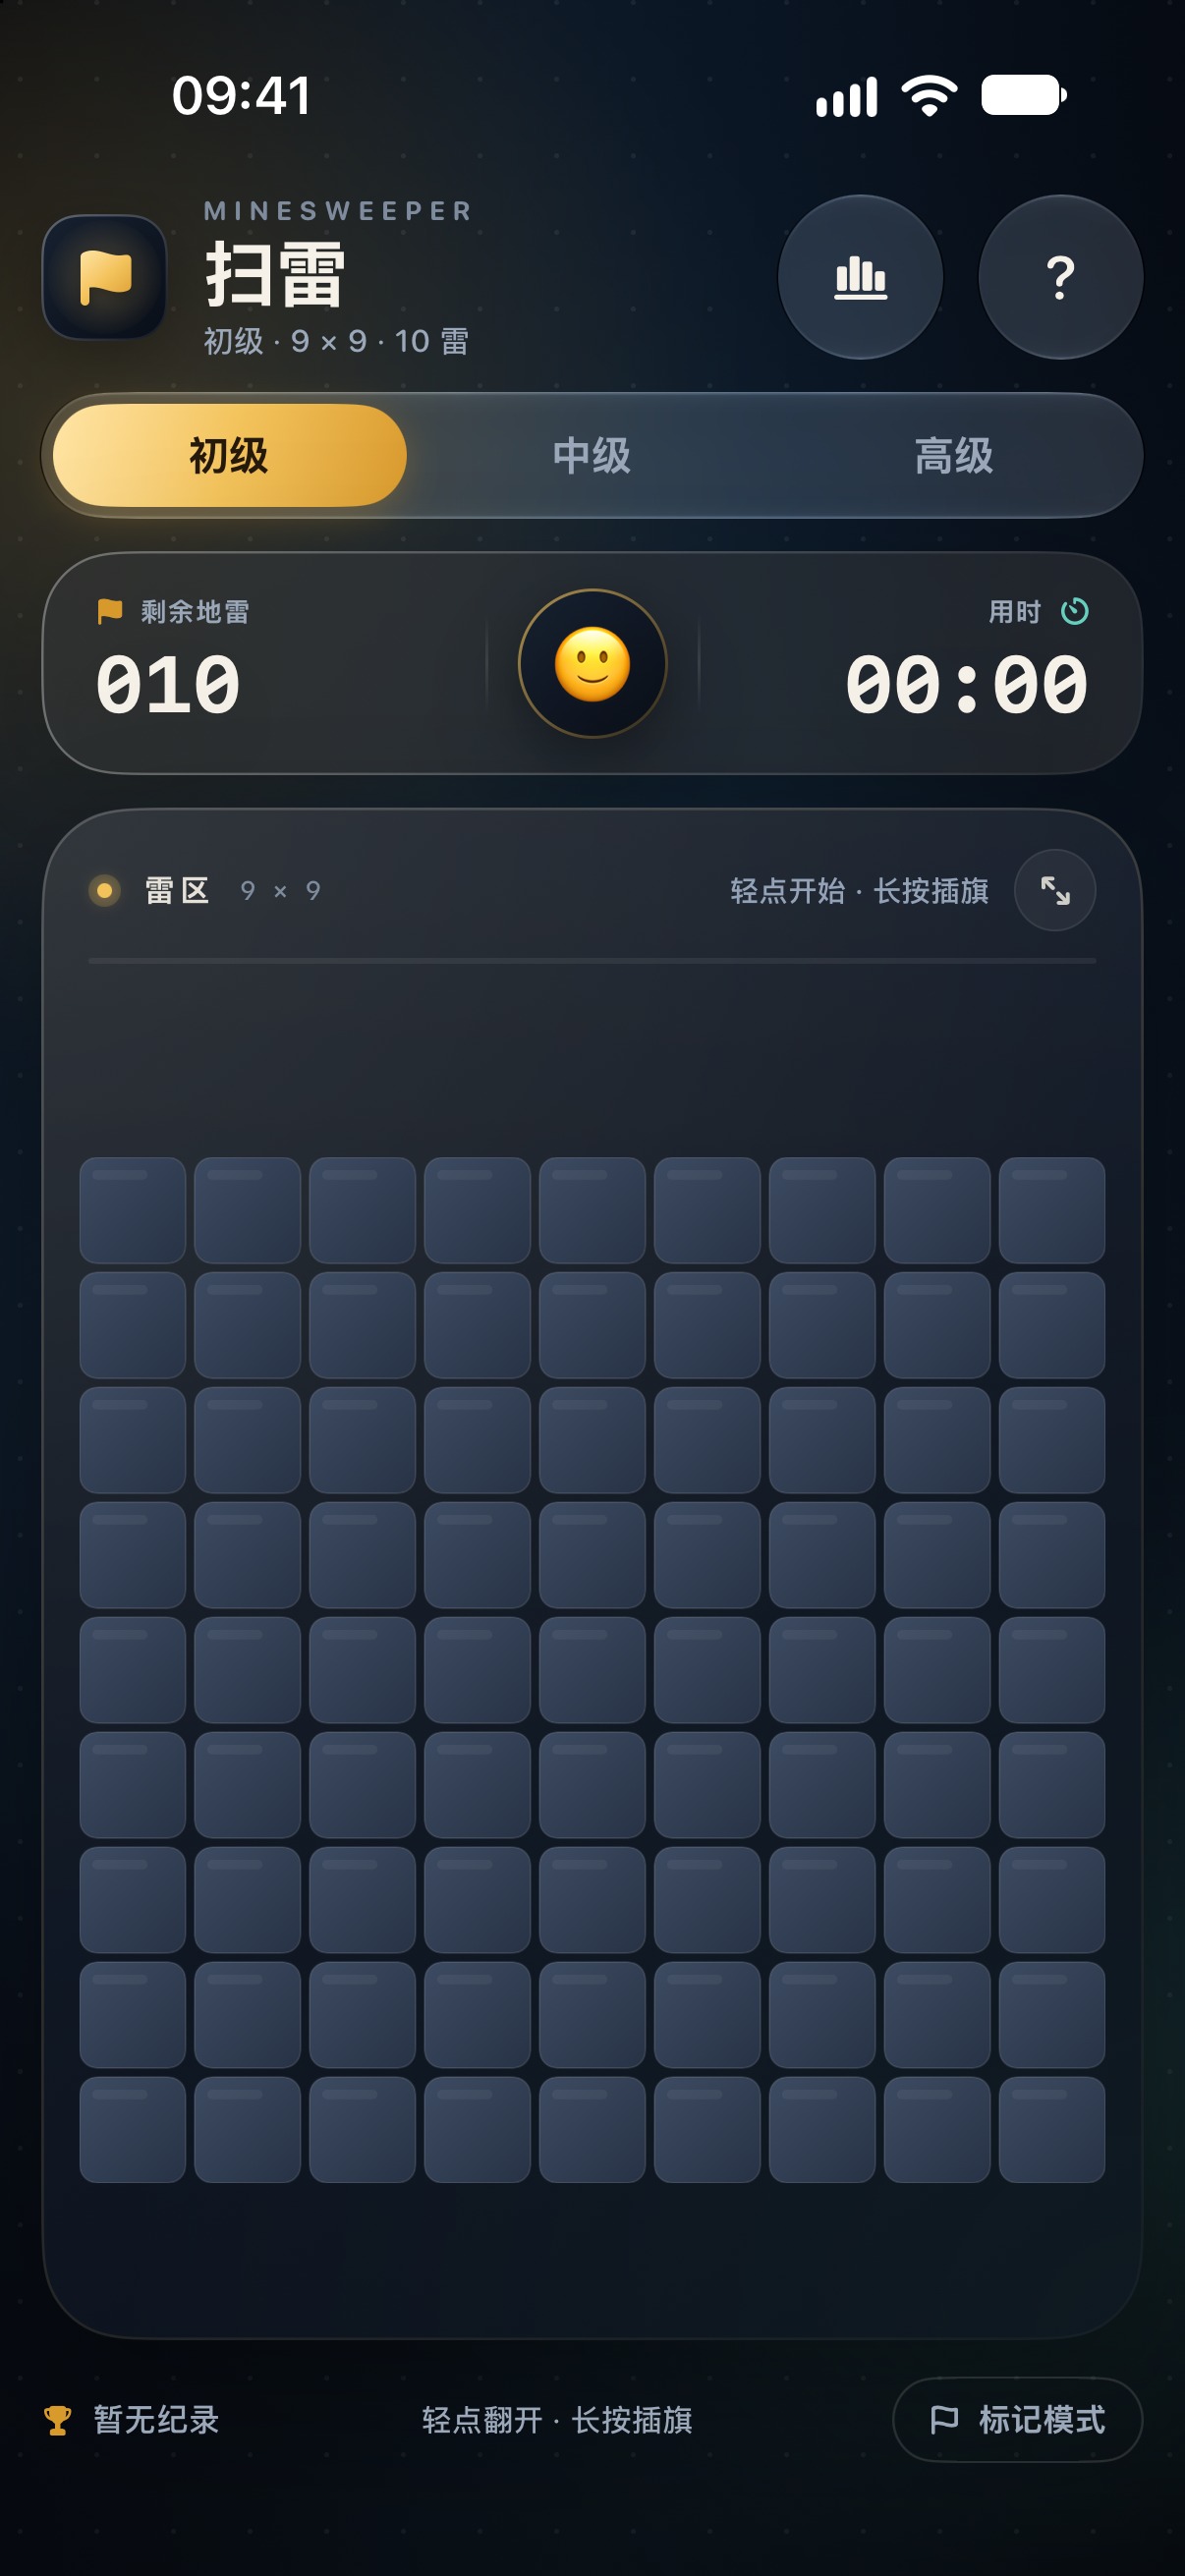 09:41
MINESWEEPER
扫雷
初级 · 9 × 9 · 10 雷
?
初级 中级 高级
剩余地雷 用时
010 00:00
雷区 9 × 9 轻点开始 · 长按插旗
暂无纪录 轻点翻开 · 长按插旗 标记模式